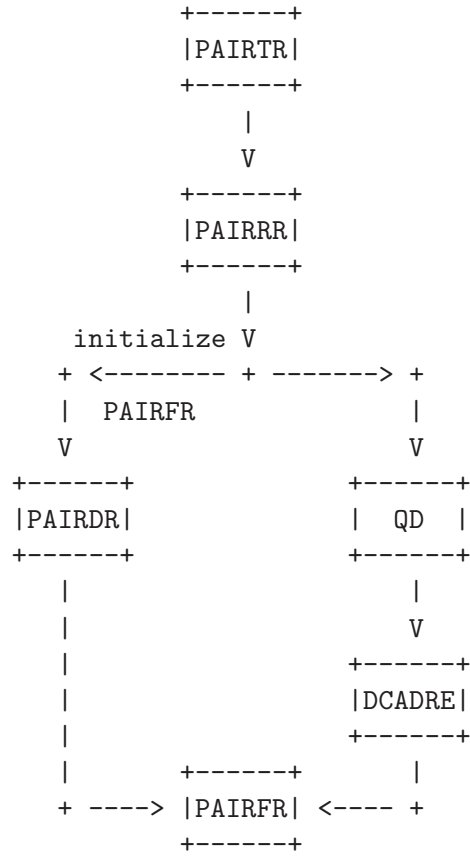 +------+
|PAIRTR|
+------+
|
V
+------+
|PAIRRR|
+------+
|
initialize V
+ <-------- + -------> +
| PAIRFR |
V V
+------+ +------+
|PAIRDR| | QD |
+------+ +------+
| |
| V
| +------+
| |DCADRE|
| +------+
| +------+ |
+ ----> |PAIRFR| <---- +
+------+